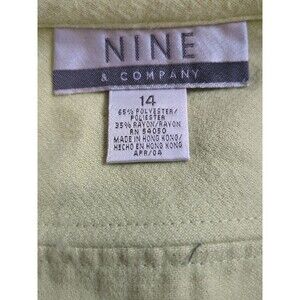 NINE
& COMPANY
14
65% POLYESTER/
POLIESTER
35% RAYON/RAYON
RN 54050
MADE IN HONG KONG/
HECHO EN HONG KONG
APR/04